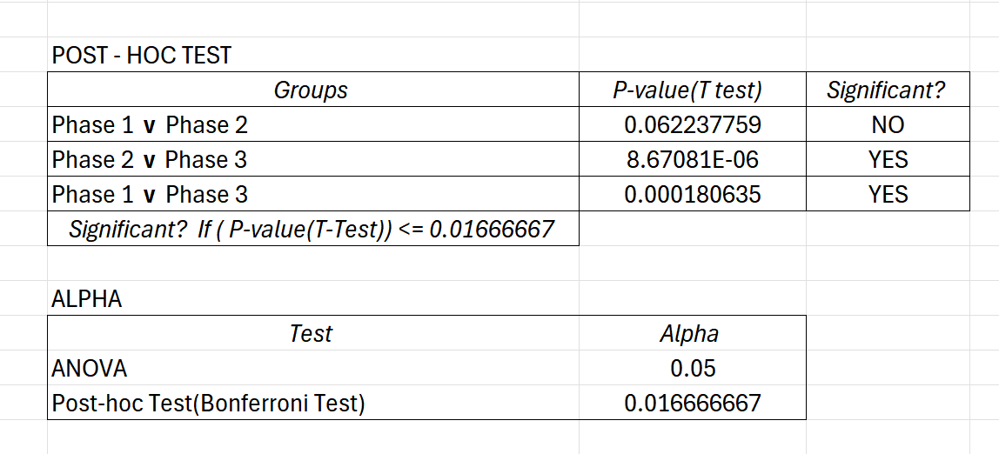 POST - HOC TEST
Groups P-value(T test) Significant?
Phase 1 v Phase 2 0.062237759 NO
Phase 2 v Phase 3 8.67081E-06 YES
Phase 1 v Phase 3 0.000180635 YES
Significant? If ( P-value(T-Test)) <= 0.01666667
ALPHA
Test Alpha
ANOVA 0.05
Post-hoc Test(Bonferroni Test) 0.016666667